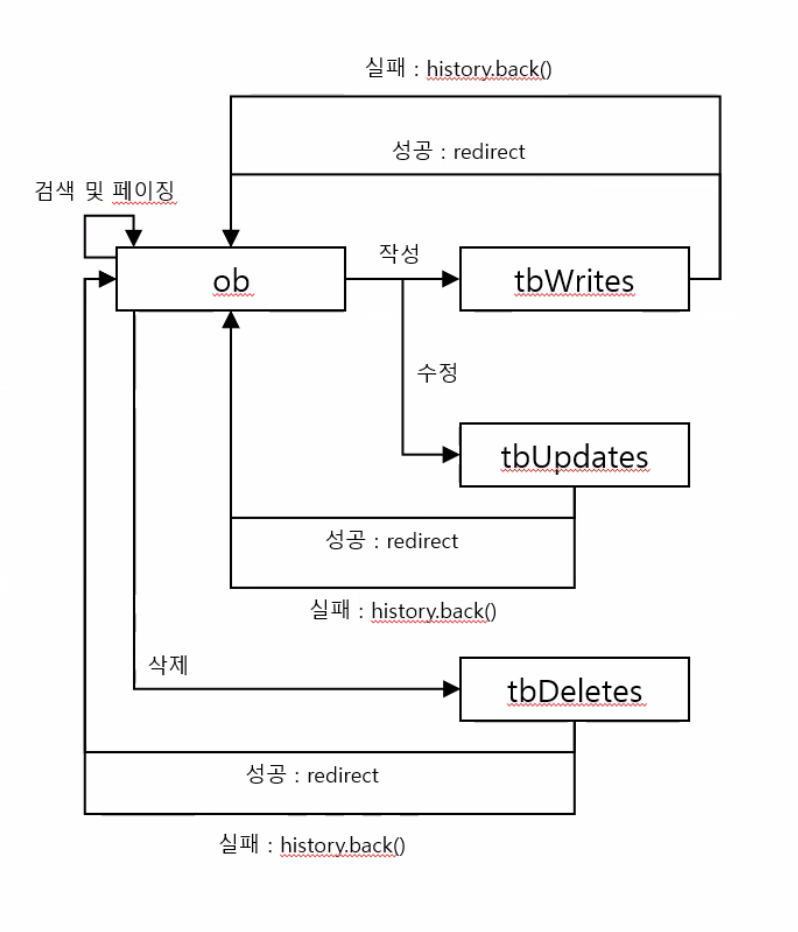 실패 : history.back()
성공 : redirect
검색 및 페이징
작성
ob
tbWrites
수정
tbUpdates
성공 : redirect
실패 : history.back()
삭제
tbDeletes
성공 : redirect
실패 : history.back()